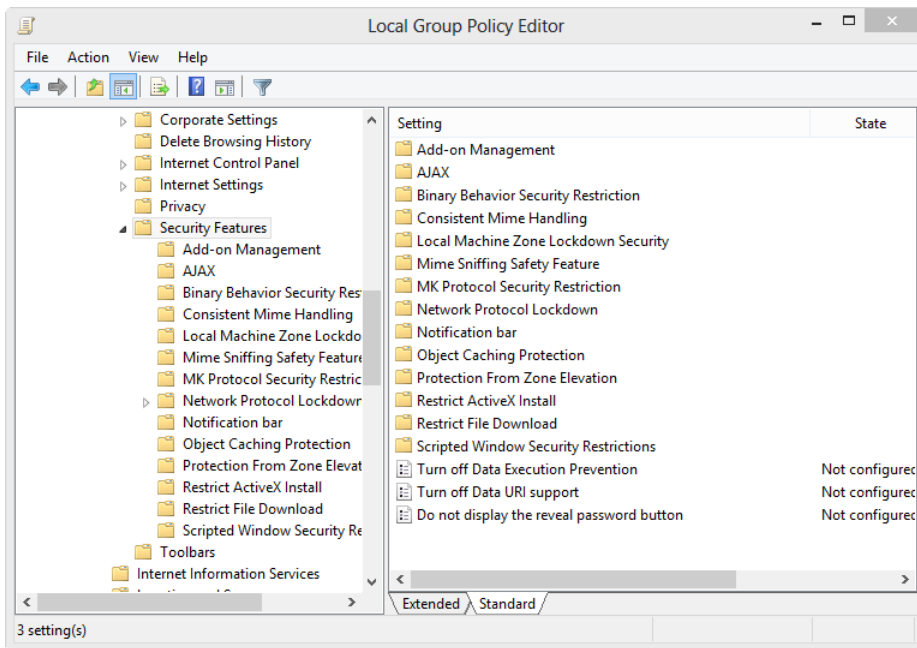 Local Group Policy Editor
File Action View Help
Corporate Settings
Delete Browsing History
Internet Control Panel
Internet Settings
Privacy
Security Features
Add-on Management
AJAX
Binary Behavior Security Res
Consistent Mime Handling
Local Machine Zone Lockdo
Mime Sniffing Safety Feature
MK Protocol Security Restric
Network Protocol Lockdown
Notification bar
Object Caching Protection
Protection From Zone Elevat
Restrict ActiveX Install
Restrict File Download
Scripted Window Security Re
Toolbars
Internet Information Services
Setting State
Add-on Management
AJAX
Binary Behavior Security Restriction
Consistent Mime Handling
Local Machine Zone Lockdown Security
Mime Sniffing Safety Feature
MK Protocol Security Restriction
Network Protocol Lockdown
Notification bar
Object Caching Protection
Protection From Zone Elevation
Restrict ActiveX Install
Restrict File Download
Scripted Window Security Restrictions
Turn off Data Execution Prevention Not configured
Turn off Data URI support Not configured
Do not display the reveal password button Not configured
Extended Standard
3 setting(s)